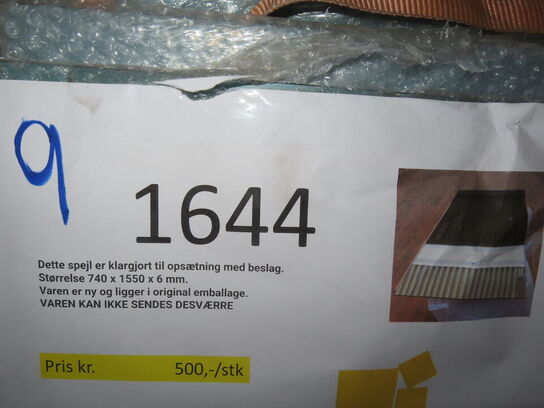 9
1644
Dette spejl er klargjort til opsætning med beslag.
Størrelse 740 x 1550 x 6 mm.
Varen er ny og ligger i original emballage.
VAREN KAN IKKE SENDES DESVÆRRE
Pris kr. 500,-/stk